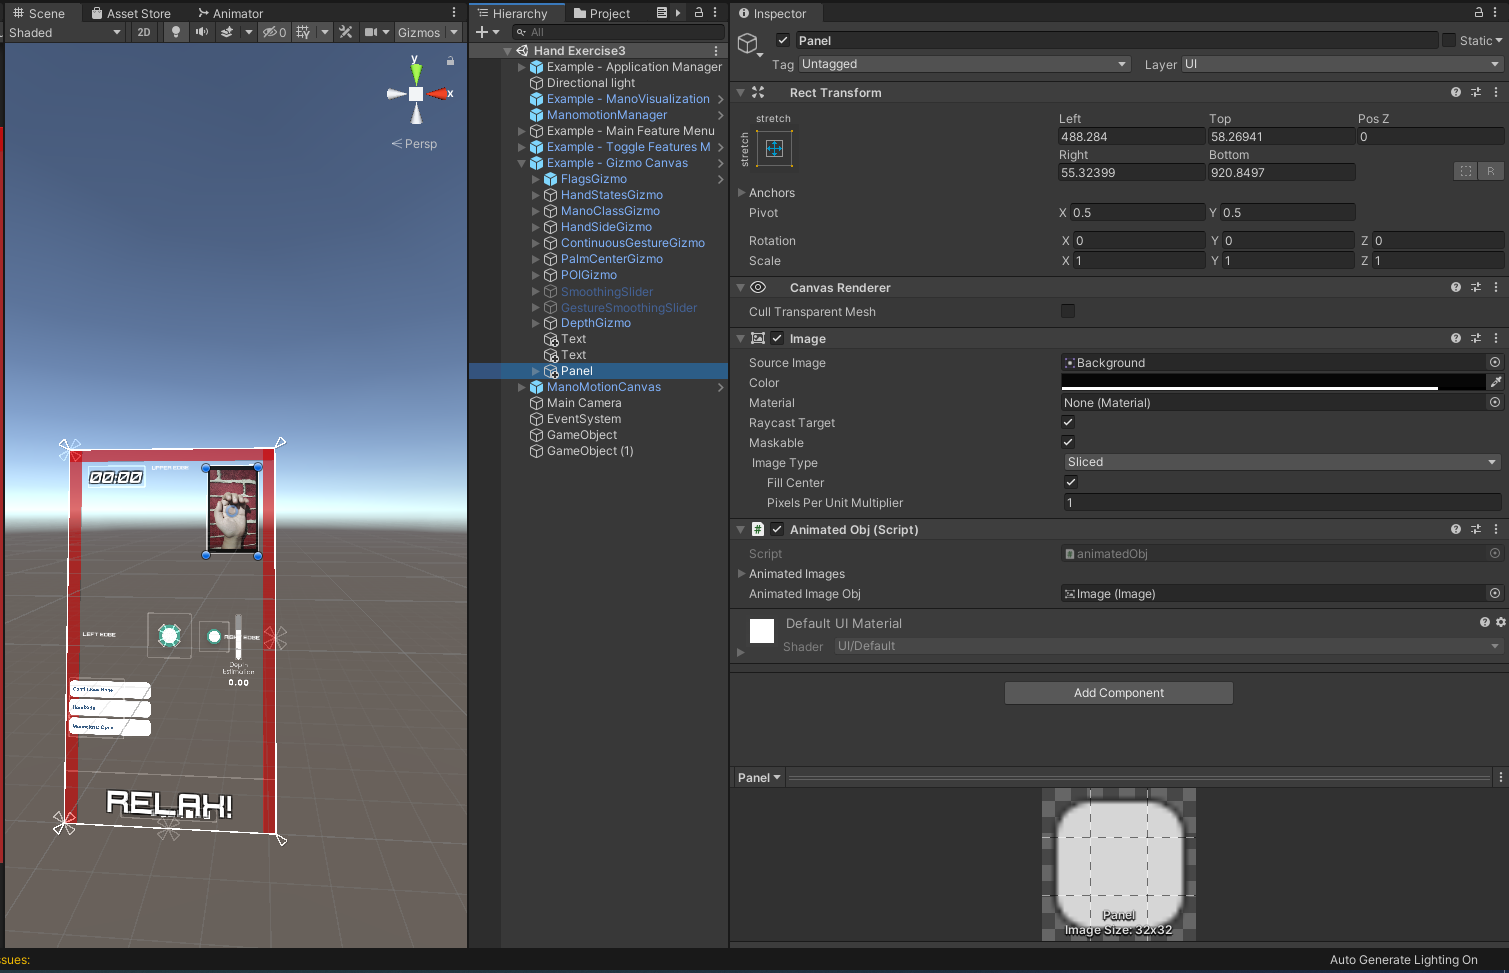 Scene
Asset Store
Animator
Shaded
2D
0
Gizmos
y
x
Persp
00:00
UPPER EDGE
LEFT EDGE
RIGHT EDGE
Depth
Estimation
0.00
RELAX!
Hierarchy
Project
All
Hand Exercise3
Example - Application Manager
Directional light
Example - ManoVisualization
ManomotionManager
Example - Main Feature Menu
Example - Toggle Features M
Example - Gizmo Canvas
FlagsGizmo
HandStatesGizmo
ManoClassGizmo
HandSideGizmo
ContinuousGestureGizmo
PalmCenterGizmo
POIGizmo
SmoothingSlider
GestureSmoothingSlider
DepthGizmo
Text
Text
Panel
ManoMotionCanvas
Main Camera
EventSystem
GameObject
GameObject (1)
Inspector
Panel
Static
Tag Untagged
Layer UI
Rect Transform
stretch
stretch
Left Top Pos Z
488.284 58.26941 0
Right Bottom
55.32399 920.8497
R
Anchors
Pivot X 0.5 Y 0.5
Rotation X 0 Y 0 Z 0
Scale X 1 Y 1 Z 1
Canvas Renderer
Cull Transparent Mesh
Image
Source Image Background
Color
Material None (Material)
Raycast Target
Maskable
Image Type Sliced
Fill Center
Pixels Per Unit Multiplier 1
# Animated Obj (Script)
Script animatedObj
Animated Images
Animated Image Obj Image (Image)
Default UI Material
Shader UI/Default
Add Component
Panel
Panel
Image Size: 32x32
ssues:
Auto Generate Lighting On